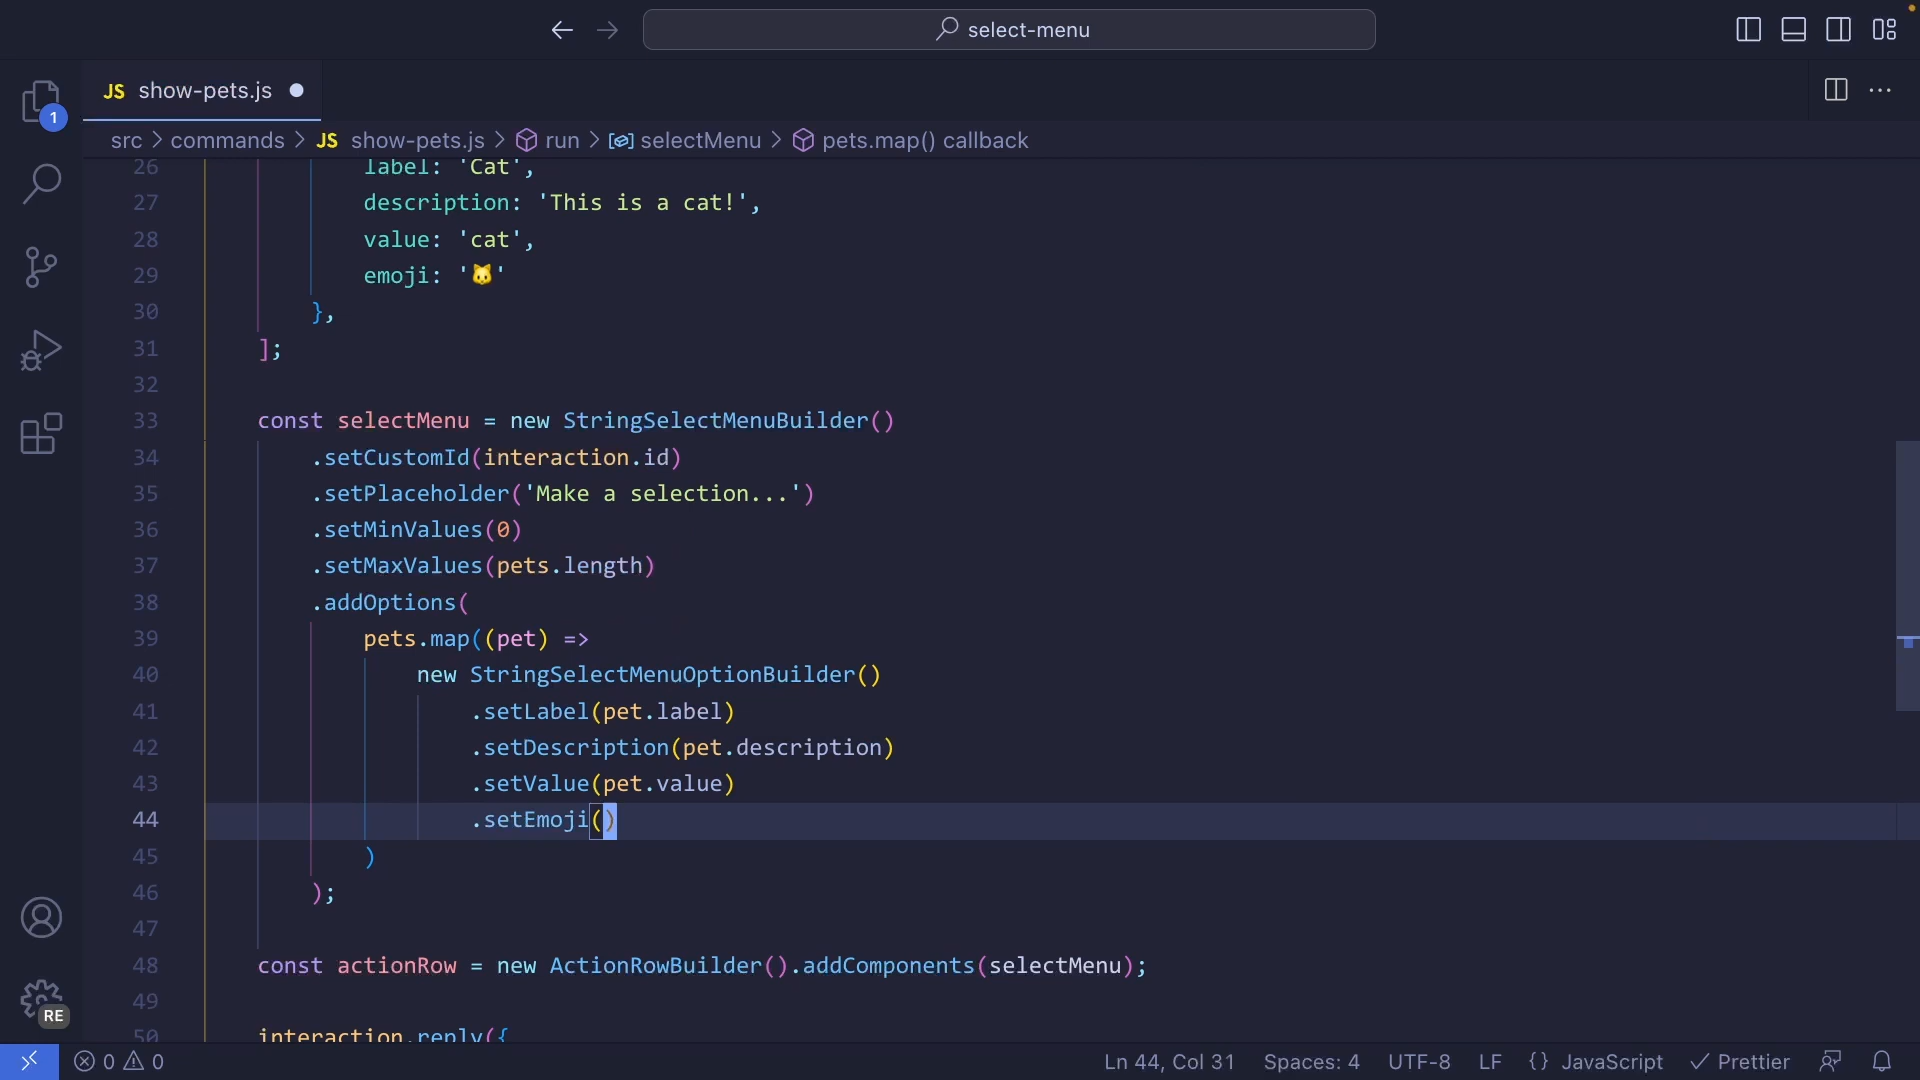 select-menu
JS show-pets.js
1
src > commands > JS show-pets.js > run > selectMenu > pets.map() callback
26 label: 'Cat',
27 description: 'This is a cat!',
28 value: 'cat',
29 emoji: '🐱'
30 },
31 ];
32
33 const selectMenu = new StringSelectMenuBuilder()
34 .setCustomId(interaction.id)
35 .setPlaceholder('Make a selection...')
36 .setMinValues(0)
37 .setMaxValues(pets.length)
38 .addOptions(
39 pets.map((pet) =>
40 new StringSelectMenuOptionBuilder()
41 .setLabel(pet.label)
42 .setDescription(pet.description)
43 .setValue(pet.value)
44 .setEmoji()
45 )
46 );
47
48 const actionRow = new ActionRowBuilder().addComponents(selectMenu);
49
50 interaction.reply({
RE
0 0 Ln 44, Col 31 Spaces: 4 UTF-8 LF {} JavaScript Prettier